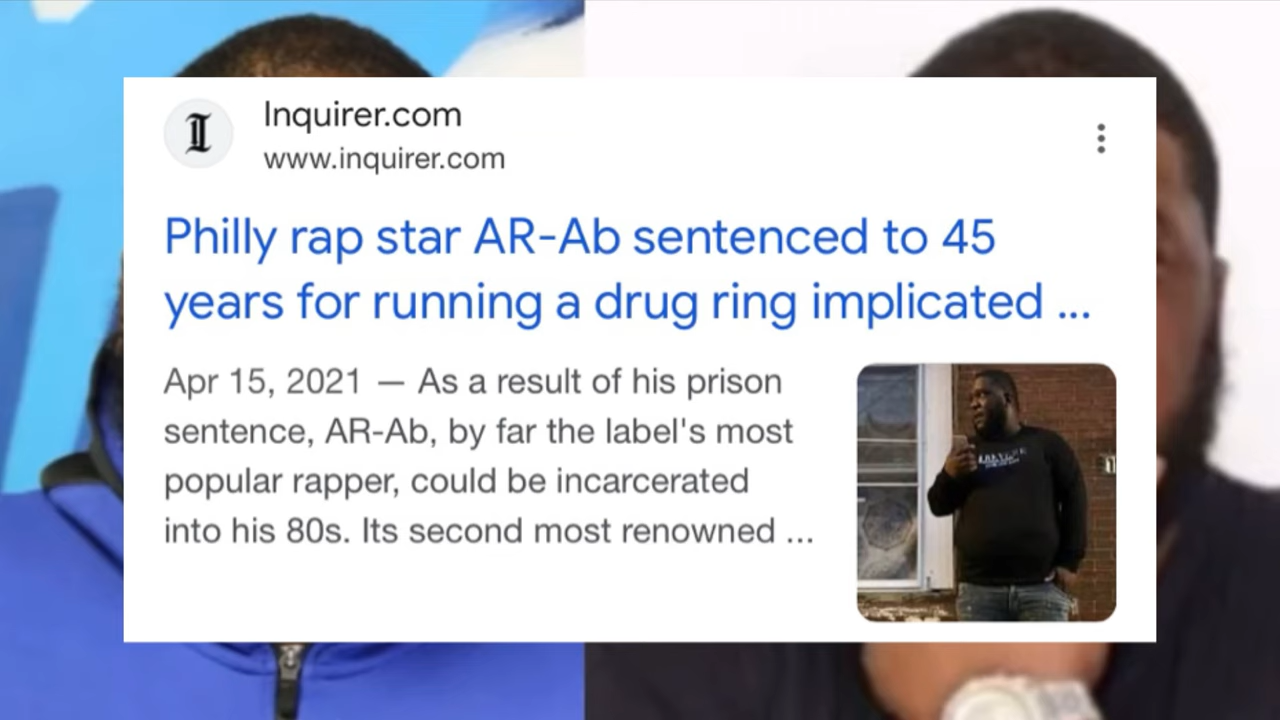 I
Inquirer.com
www.inquirer.com
Philly rap star AR-Ab sentenced to 45
years for running a drug ring implicated ...
Apr 15, 2021 — As a result of his prison
sentence, AR-Ab, by far the label's most
popular rapper, could be incarcerated
into his 80s. Its second most renowned ...